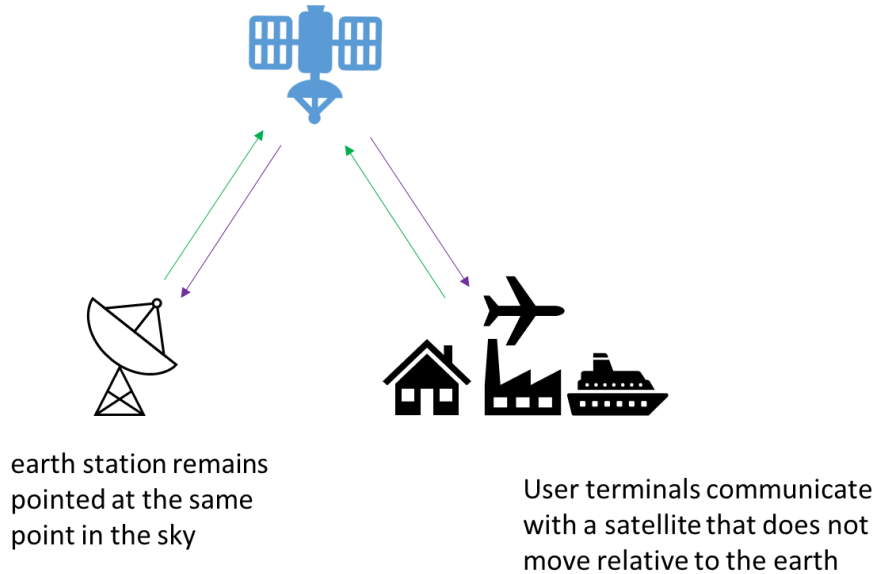 earth station remains
pointed at the same
point in the sky
User terminals communicate
with a satellite that does not
move relative to the earth